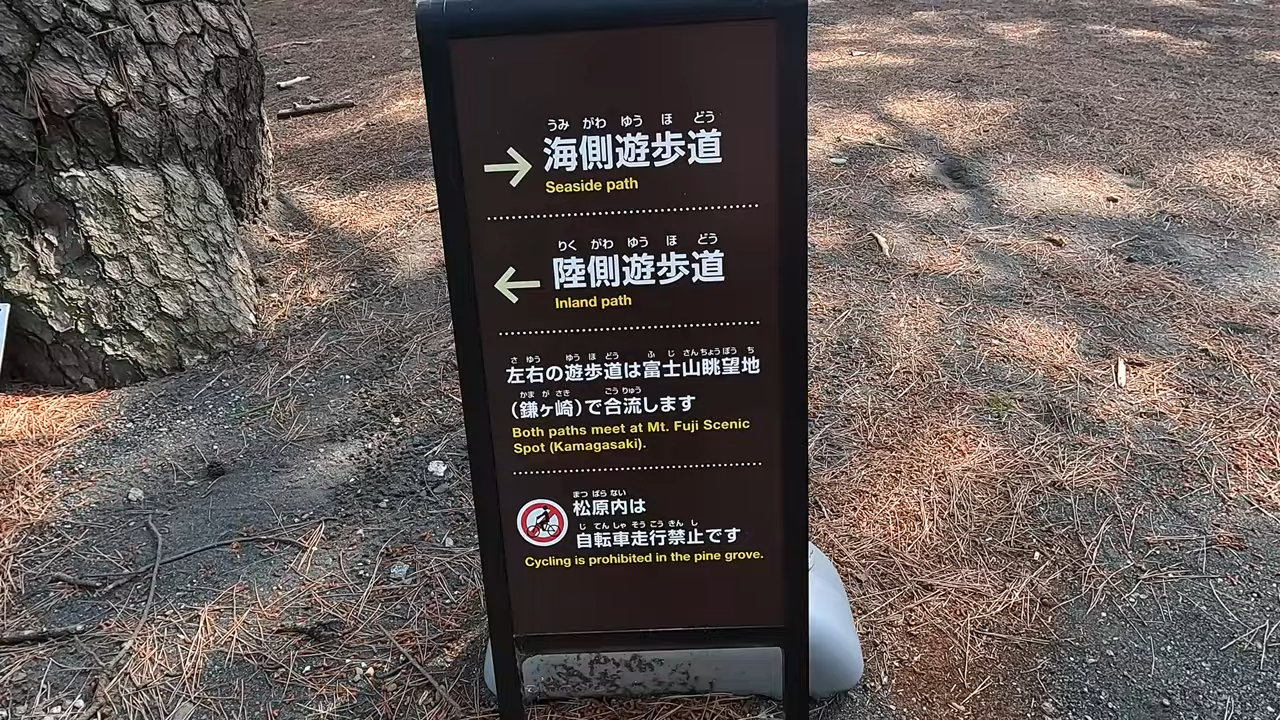 うみ がわ ゆう ほ どう
→ 海側遊歩道
Seaside path
りく がわ ゆう ほ どう
← 陸側遊歩道
Inland path
さ ゆう ゆう ほ どう ふ じ さん ちょう ぼう ち
左右の遊歩道は富士山眺望地
かま が さき ごう りゅう
（鎌ヶ崎）で合流します
Both paths meet at Mt. Fuji Scenic
Spot (Kamagasaki).
まつ ばら ない
松原内は
じ てん しゃ そう こう きん し
自転車走行禁止です
Cycling is prohibited in the pine grove.